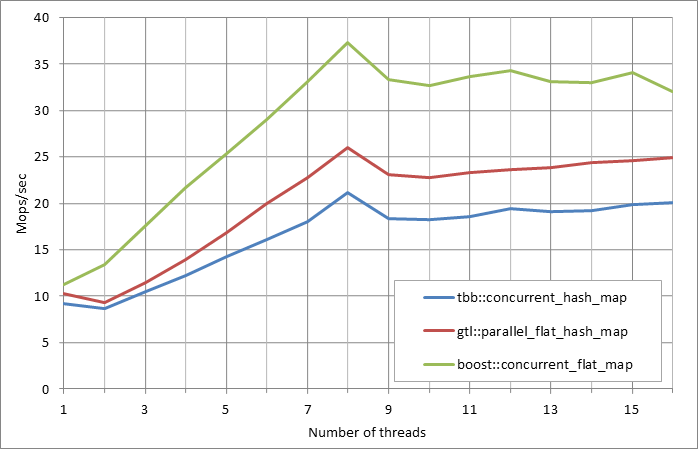 40
35
30
25
20
15
10
5
0
Mops/sec
tbb::concurrent_hash_map
gtl::parallel_flat_hash_map
boost::concurrent_flat_map
1 3 5 7 9 11 13 15
Number of threads